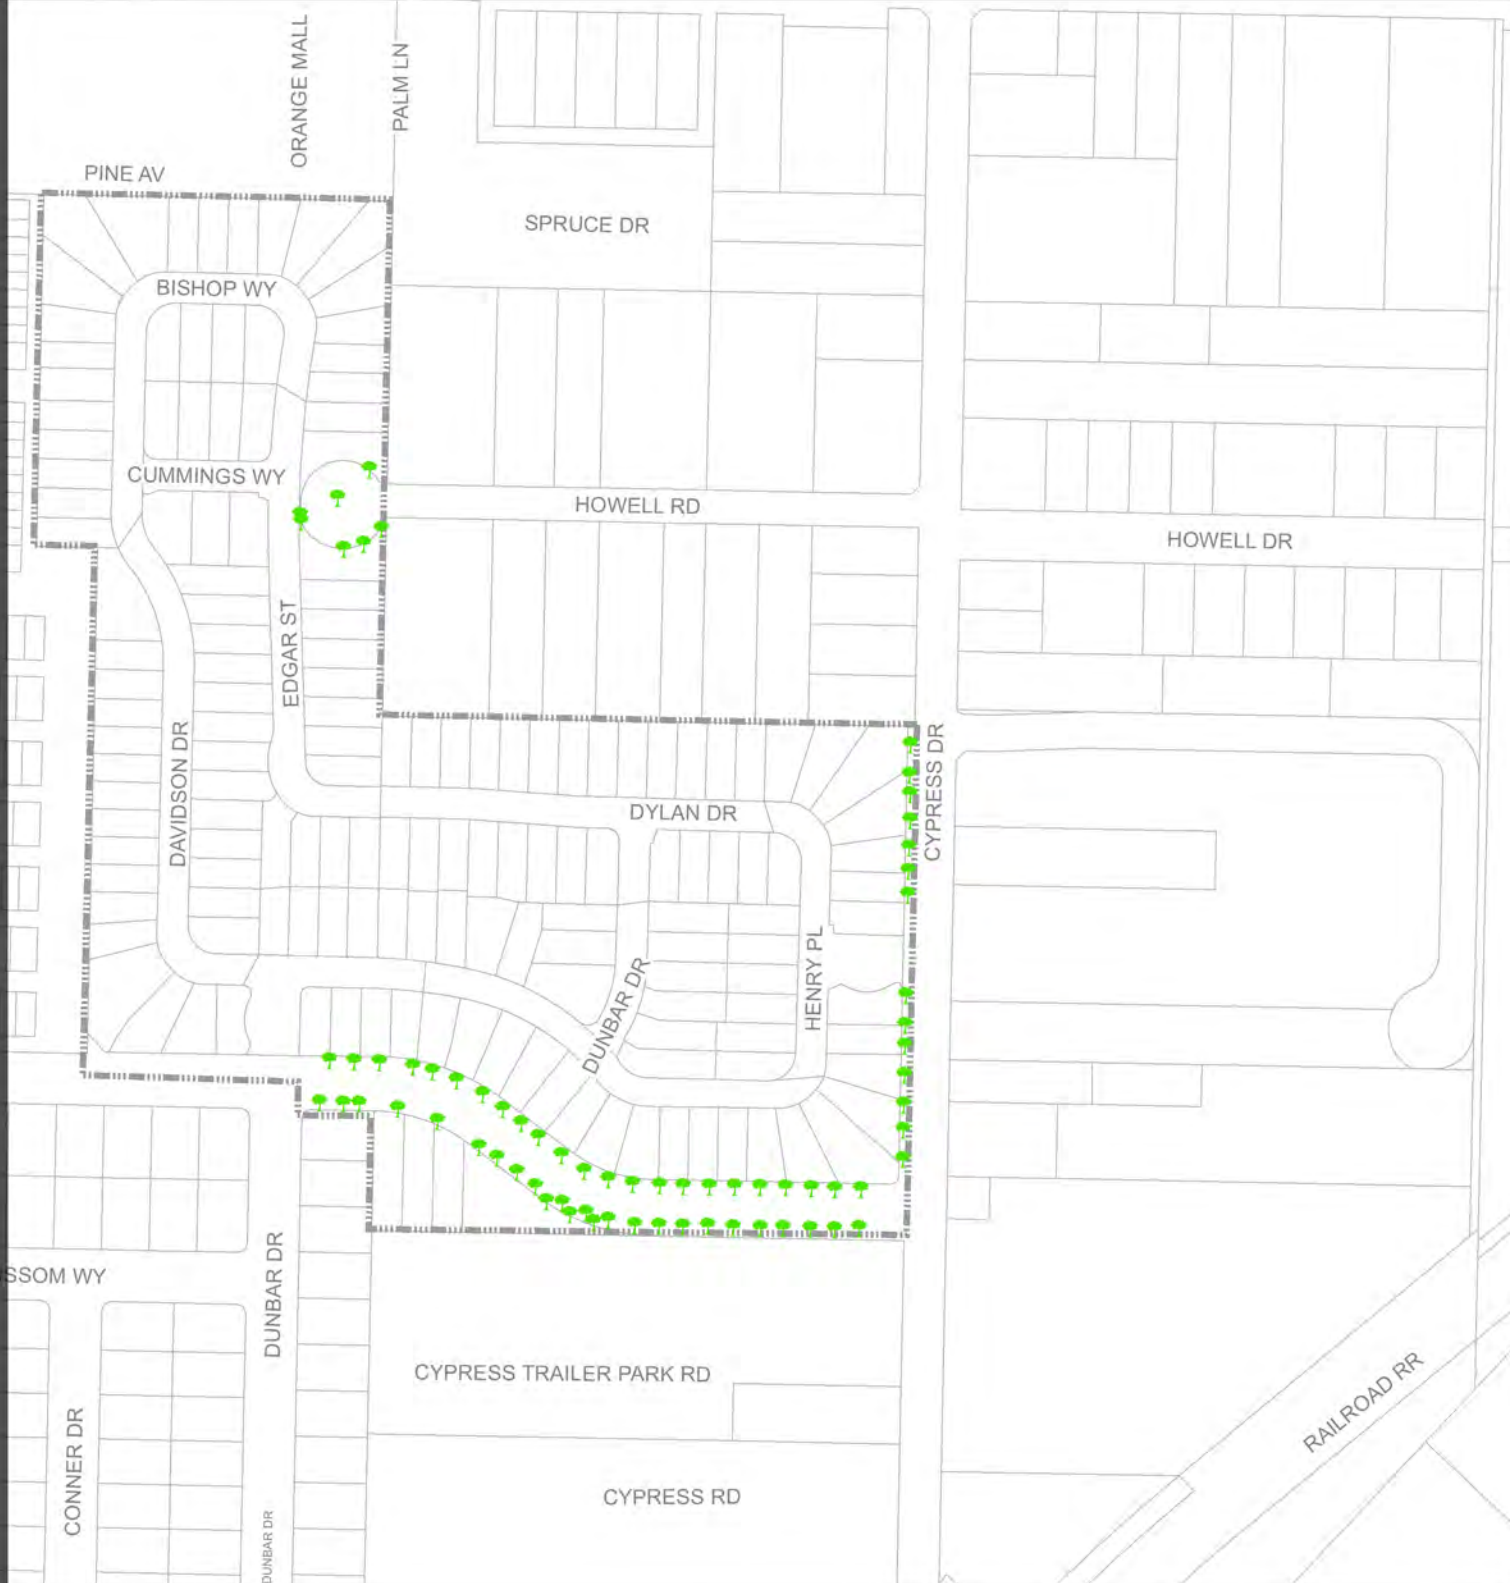 ORANGE MALL
PALM LN
PINE AV
SPRUCE DR
BISHOP WY
CUMMINGS WY
HOWELL RD
HOWELL DR
EDGAR ST
DAVIDSON DR
CYPRESS DR
DYLAN DR
HENRY PL
DUNBAR DR
SSOM WY
DUNBAR DR
CYPRESS TRAILER PARK RD
RAILROAD RR
CONNER DR
CYPRESS RD
DUNBAR DR